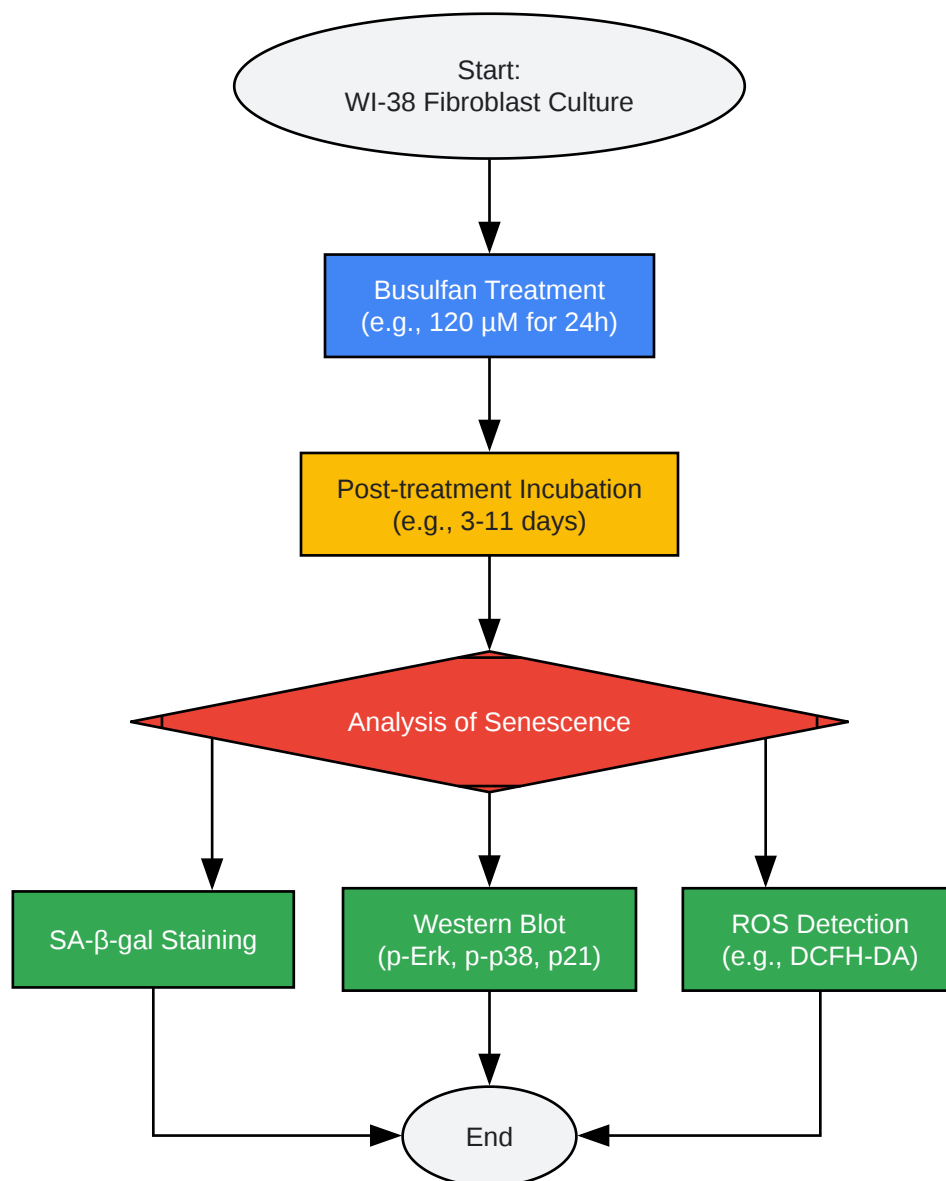 Start:
WI-38 Fibroblast Culture
Busulfan Treatment
(e.g., 120 µM for 24h)
Post-treatment Incubation
(e.g., 3-11 days)
Analysis of Senescence
SA-β-gal Staining
Western Blot
(p-Erk, p-p38, p21)
ROS Detection
(e.g., DCFH-DA)
End